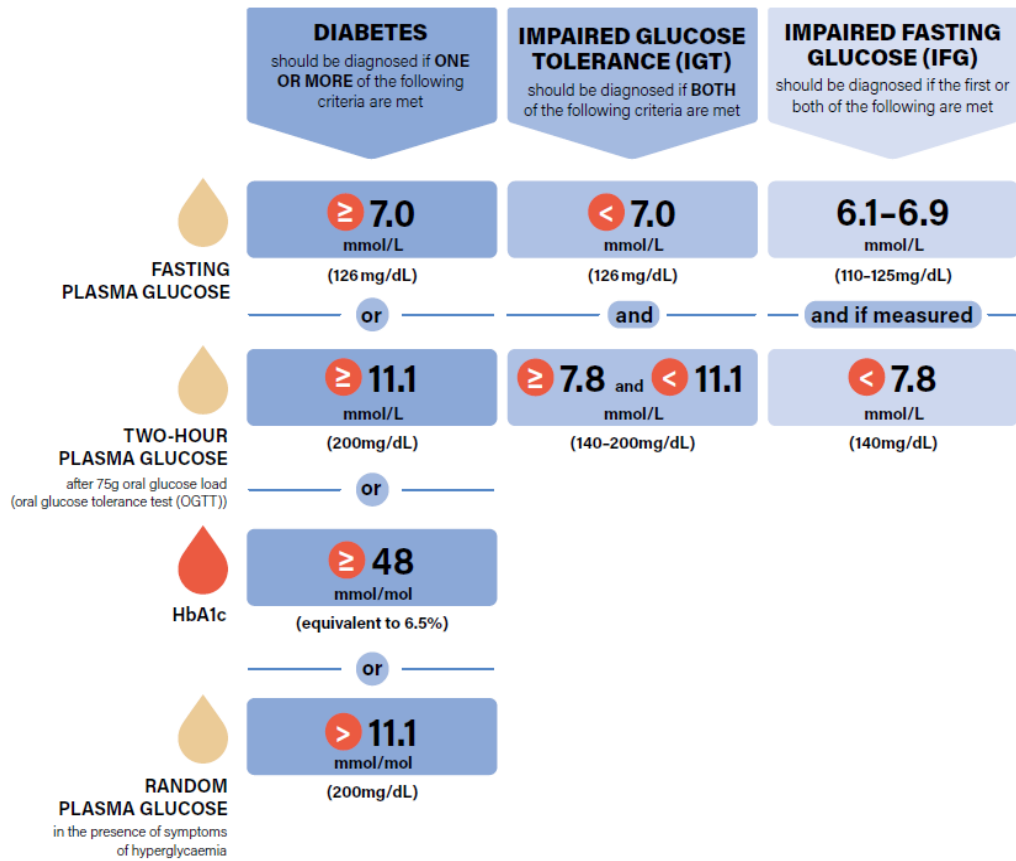 DIABETES
should be diagnosed if ONE
OR MORE of the following
criteria are met
IMPAIRED GLUCOSE
TOLERANCE (IGT)
should be diagnosed if BOTH
of the following criteria are met
IMPAIRED FASTING
GLUCOSE (IFG)
should be diagnosed if the first or
both of the following are met
FASTING
PLASMA GLUCOSE
≥ 7.0
mmol/L
(126 mg/dL)
< 7.0
mmol/L
(126 mg/dL)
6.1–6.9
mmol/L
(110–125mg/dL)
or
and
and if measured
TWO-HOUR
PLASMA GLUCOSE
after 75g oral glucose load
(oral glucose tolerance test (OGTT))
≥ 11.1
mmol/L
(200mg/dL)
≥ 7.8 and < 11.1
mmol/L
(140–200mg/dL)
< 7.8
mmol/L
(140mg/dL)
or
HbA1c
≥ 48
mmol/mol
(equivalent to 6.5%)
or
RANDOM
PLASMA GLUCOSE
in the presence of symptoms
of hyperglycaemia
> 11.1
mmol/mol
(200mg/dL)